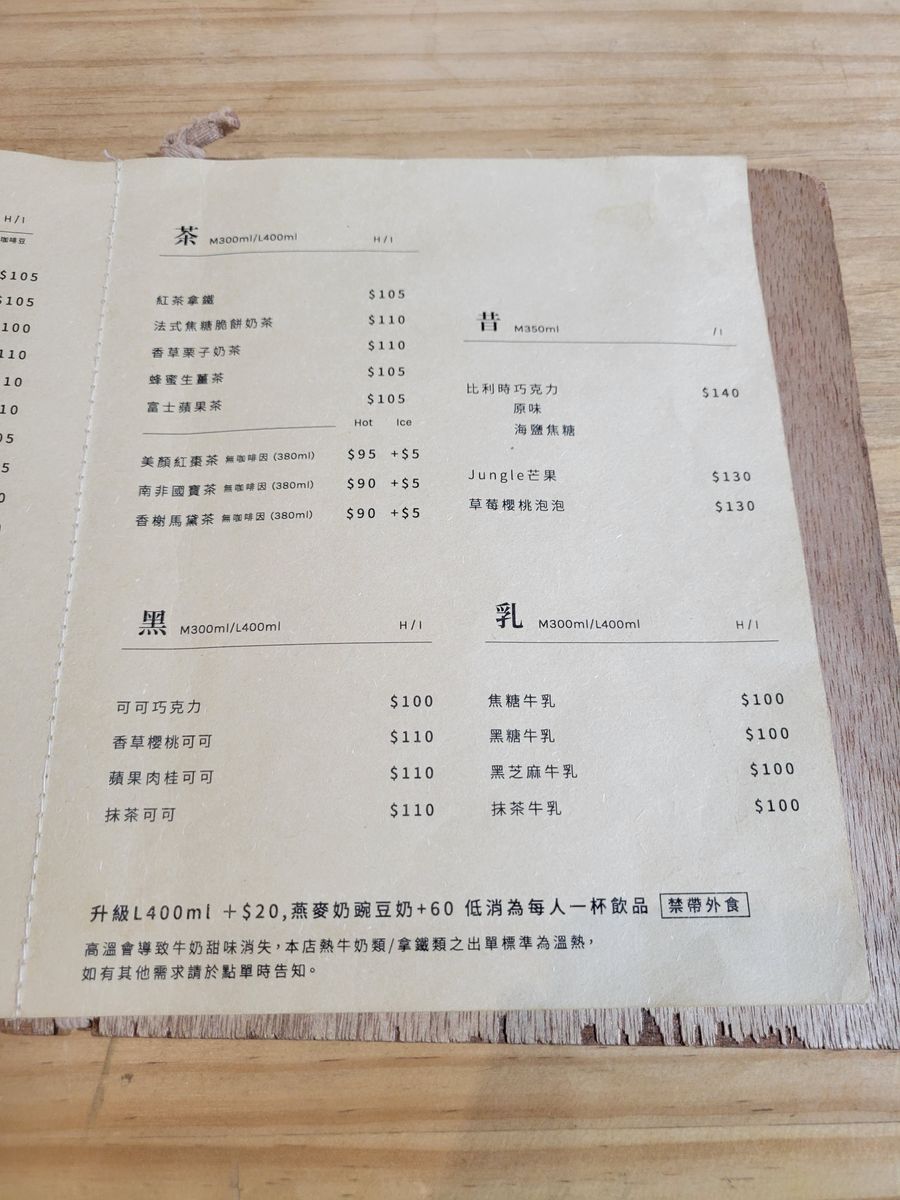 H/I
咖啡豆
$105
$105
100
110
10
10
05
5
0
茶 M300ml/L400ml H/I
紅茶拿鐵 $105
法式焦糖脆餅奶茶 $110
香草栗子奶茶 $110
蜂蜜生薑茶 $105
富士蘋果茶 $105
Hot Ice
美顏紅棗茶 無咖啡因 (380ml) $95 +$5
南非國寶茶 無咖啡因 (380ml) $90 +$5
香榭馬黛茶 無咖啡因 (380ml) $90 +$5
昔 M350ml /I
比利時巧克力 $140
原味
海鹽焦糖
Jungle芒果 $130
草莓櫻桃泡泡 $130
黑 M300ml/L400ml H/I
可可巧克力 $100
香草櫻桃可可 $110
蘋果肉桂可可 $110
抹茶可可 $110
乳 M300ml/L400ml H/I
焦糖牛乳 $100
黑糖牛乳 $100
黑芝麻牛乳 $100
抹茶牛乳 $100
升級L400ml +$20,燕麥奶豌豆奶+60 低消為每人一杯飲品 禁帶外食
高溫會導致牛奶甜味消失,本店熱牛奶類/拿鐵類之出單標準為溫熱,
如有其他需求請於點單時告知。